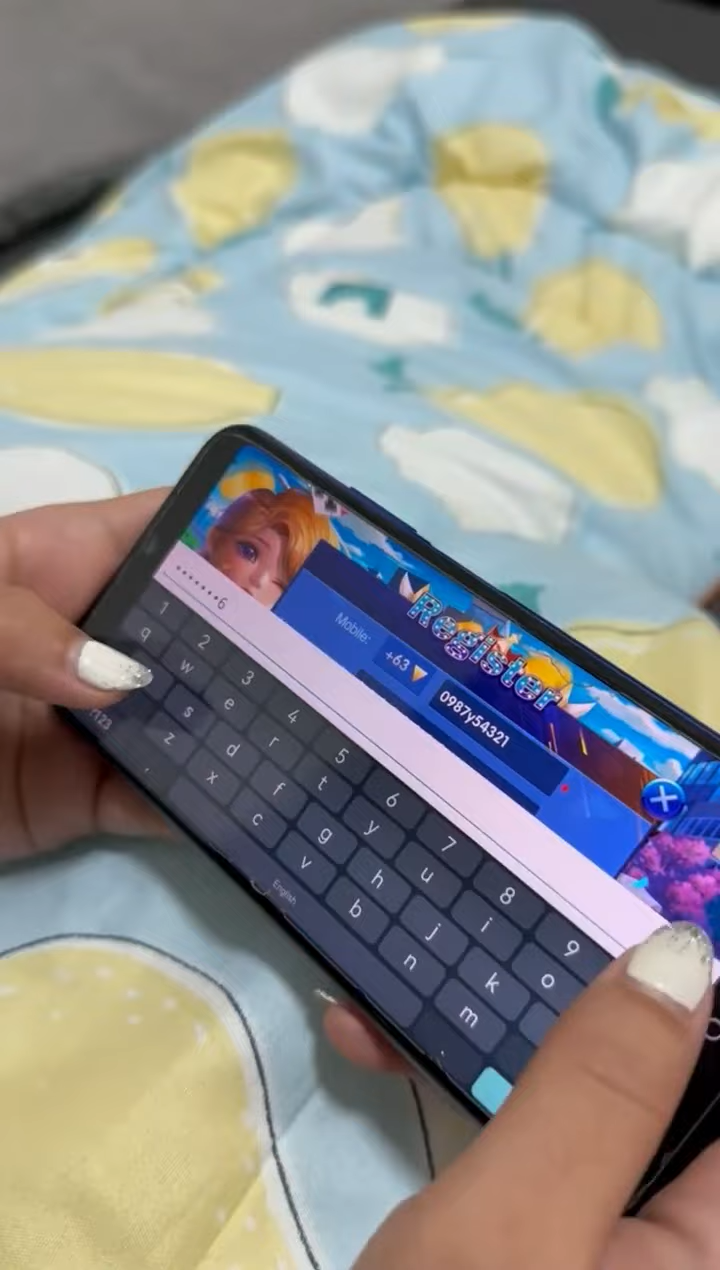 Register
Mobile:
+63
0987y54321
•••••••6
1 2 3 4 5 6 7 8 9
q w e r t y u i o
s d f g h j k
z x c v b n m
,
English
.